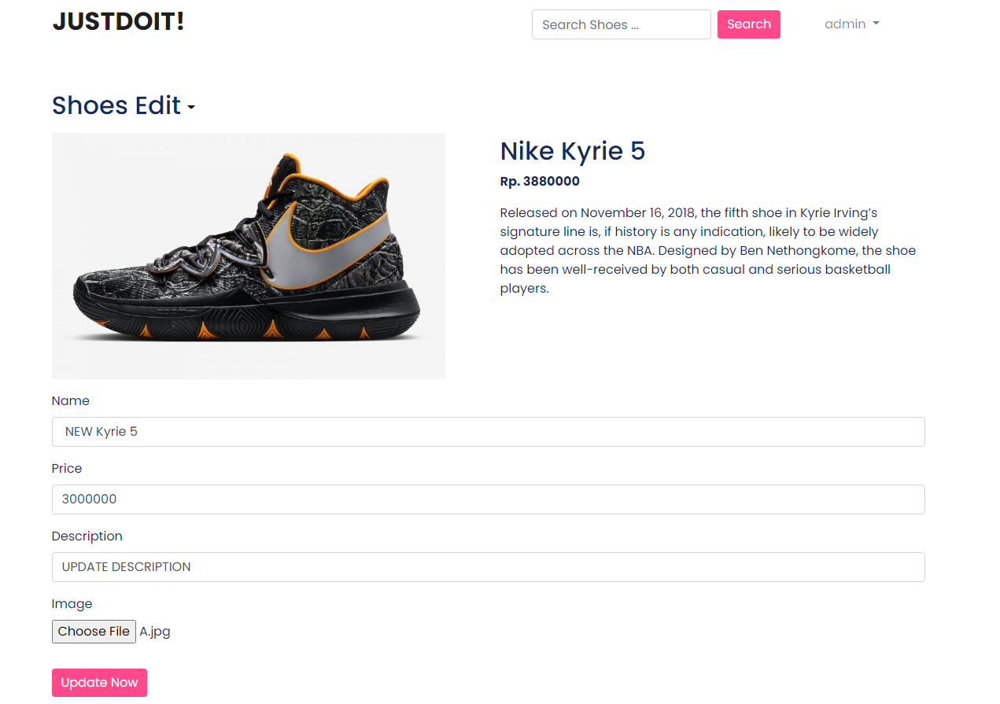 JUSTDOIT!
Search Shoes ...
Search
admin
Shoes Edit
Nike Kyrie 5
Rp. 3880000
Released on November 16, 2018, the fifth shoe in Kyrie Irving’s
signature line is, if history is any indication, likely to be widely
adopted across the NBA. Designed by Ben Nethongkome, the shoe
has been well-received by both casual and serious basketball
players.
Name
NEW Kyrie 5
Price
3000000
Description
UPDATE DESCRIPTION
Image
Choose File A.jpg
Update Now